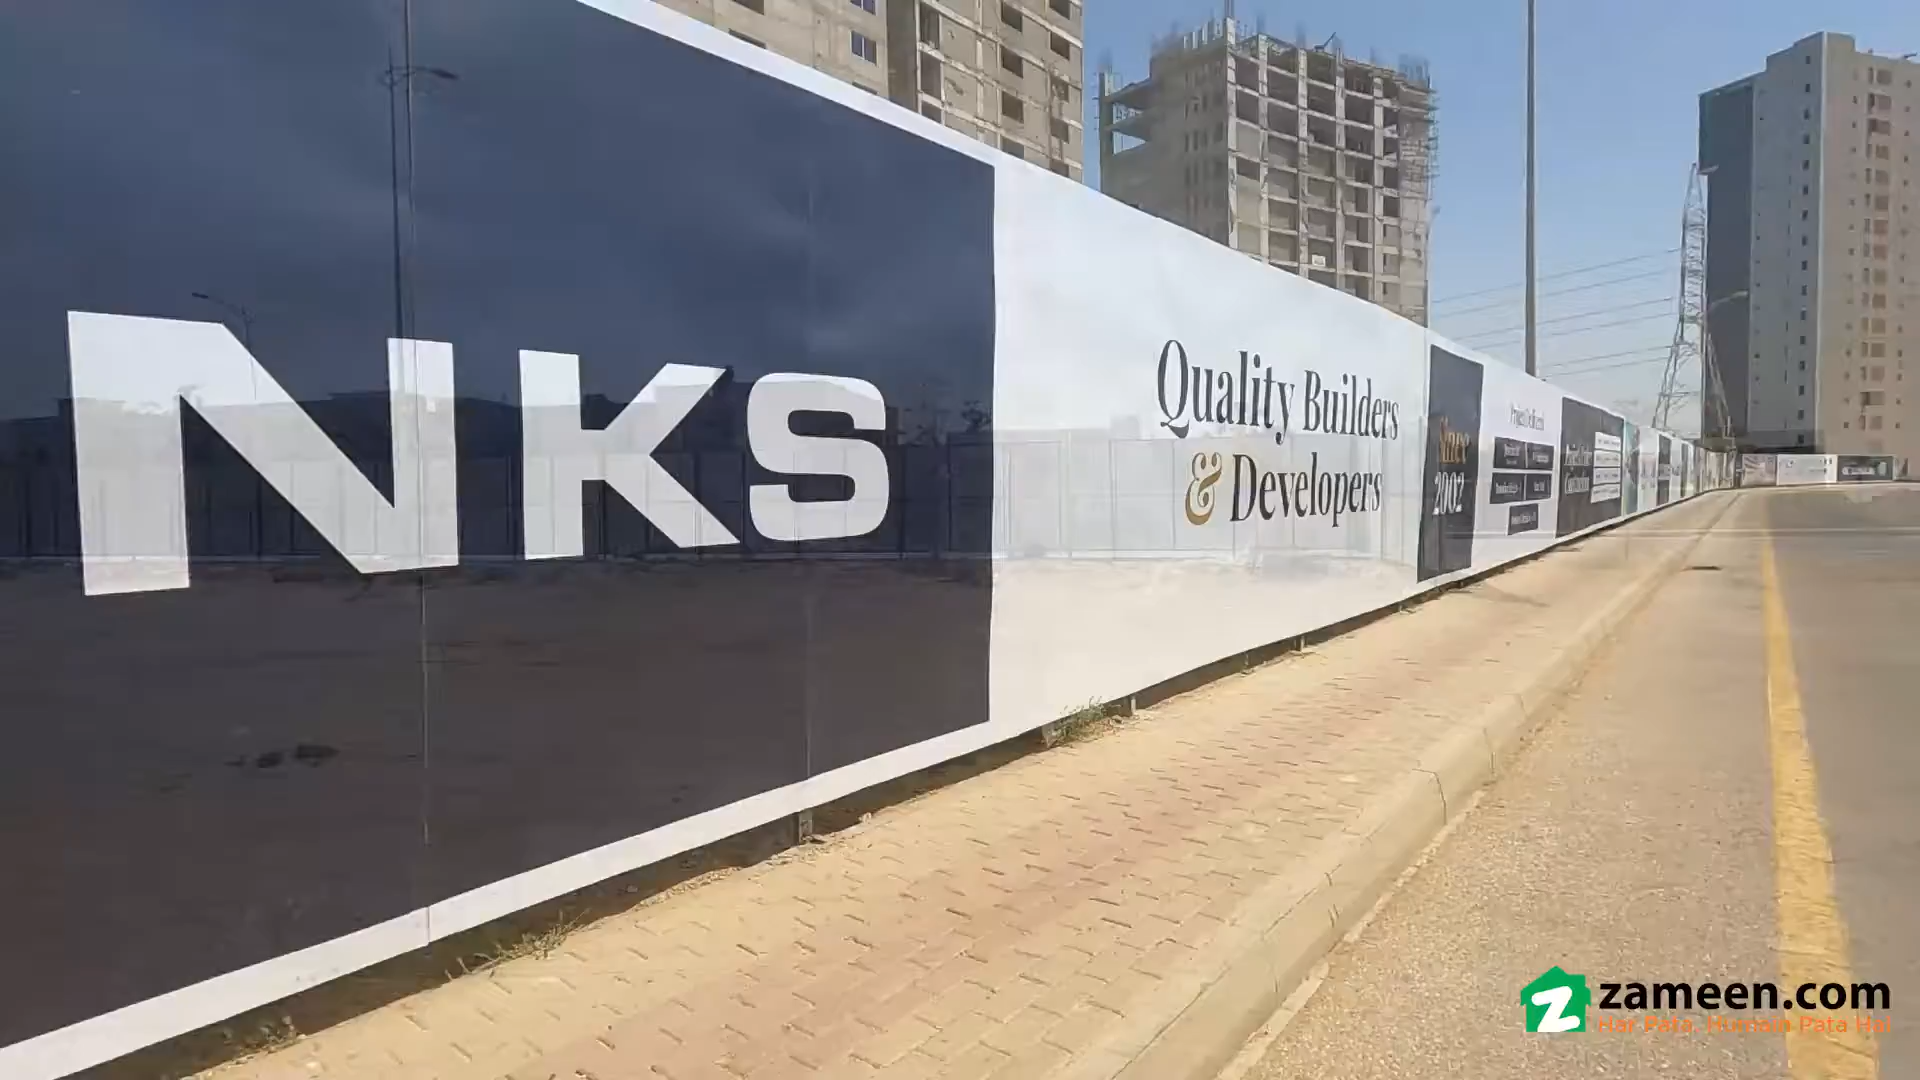 NKS
Quality Builders
& Developers
Since
2002
zameen.com
Har Pata, Humain Pata Hai